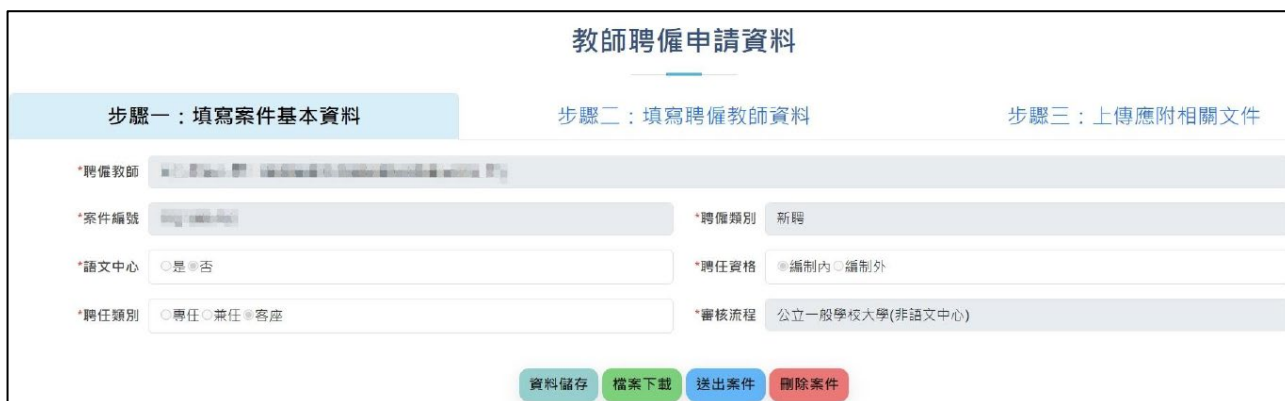 教師聘僱申請資料
步驟一：填寫案件基本資料 步驟二：填寫聘僱教師資料 步驟三：上傳應附相關文件
*聘僱教師
*案件編號 *聘僱類別 新聘
*語文中心 ○是◉否 *聘任資格 ◉編制內○編制外
*聘任類別 ○專任○兼任◉客座 *審核流程 公立一般學校大學(非語文中心)
資料儲存 檔案下載 送出案件 刪除案件